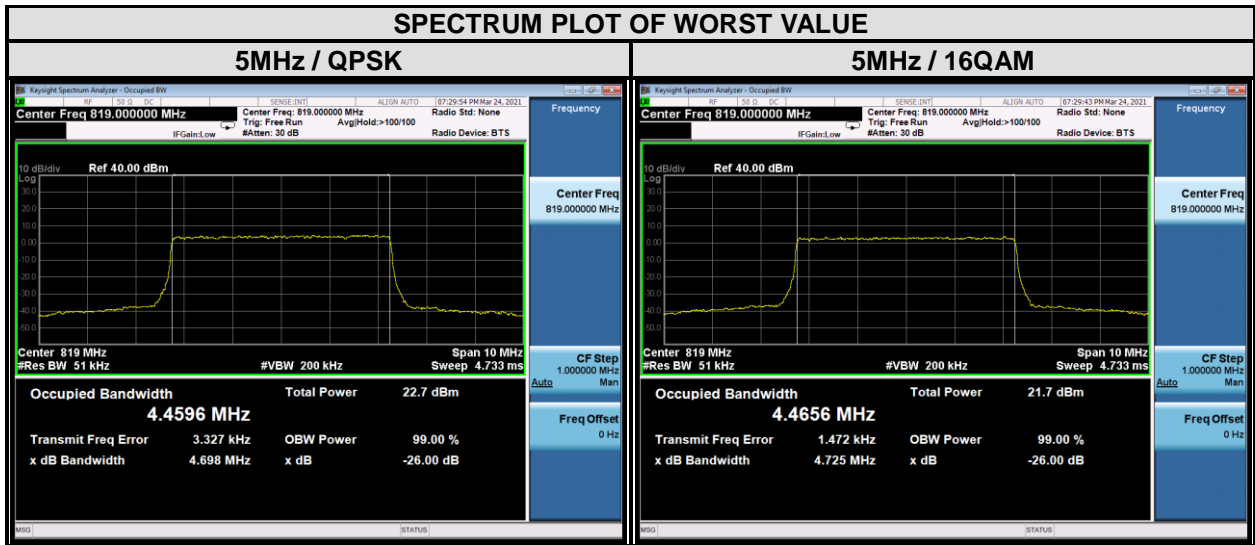 SPECTRUM PLOT OF WORST VALUE
5MHz / QPSK
Keysight Spectrum Analyzer - Occupied BW
RF 50 Ω DC SENSE:INT ALIGN AUTO 07:29:54 PM Mar 24, 2021
Center Freq 819.000000 MHz
Center Freq: 819.000000 MHz
Radio Std: None
Trig: Free Run Avg|Hold:>100/100
IFGain:Low
#Atten: 30 dB
Radio Device: BTS
10 dB/div Ref 40.00 dBm
Log
30.0
20.0
10.0
0.00
-10.0
-20.0
-30.0
-40.0
-50.0
Center 819 MHz Span 10 MHz
#Res BW 51 kHz #VBW 200 kHz Sweep 4.733 ms
Occupied Bandwidth Total Power 22.7 dBm
4.4596 MHz
Transmit Freq Error 3.327 kHz OBW Power 99.00 %
x dB Bandwidth 4.698 MHz x dB -26.00 dB
MSG STATUS
Frequency
Center Freq
819.000000 MHz
CF Step
1.000000 MHz
Auto Man
Freq Offset
0 Hz
5MHz / 16QAM
Keysight Spectrum Analyzer - Occupied BW
RF 50 Ω DC SENSE:INT ALIGN AUTO 07:29:43 PM Mar 24, 2021
Center Freq 819.000000 MHz
Center Freq: 819.000000 MHz
Radio Std: None
Trig: Free Run Avg|Hold:>100/100
IFGain:Low
#Atten: 30 dB
Radio Device: BTS
10 dB/div Ref 40.00 dBm
Log
30.0
20.0
10.0
0.00
-10.0
-20.0
-30.0
-40.0
-50.0
Center 819 MHz Span 10 MHz
#Res BW 51 kHz #VBW 200 kHz Sweep 4.733 ms
Occupied Bandwidth Total Power 21.7 dBm
4.4656 MHz
Transmit Freq Error 1.472 kHz OBW Power 99.00 %
x dB Bandwidth 4.725 MHz x dB -26.00 dB
MSG STATUS
Frequency
Center Freq
819.000000 MHz
CF Step
1.000000 MHz
Auto Man
Freq Offset
0 Hz